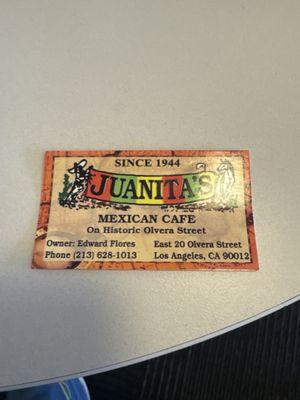 SINCE 1944
JUANITA'S
MEXICAN CAFE
On Historic Olvera Street
Owner: Edward Flores East 20 Olvera Street
Phone (213) 628-1013 Los Angeles, CA 90012